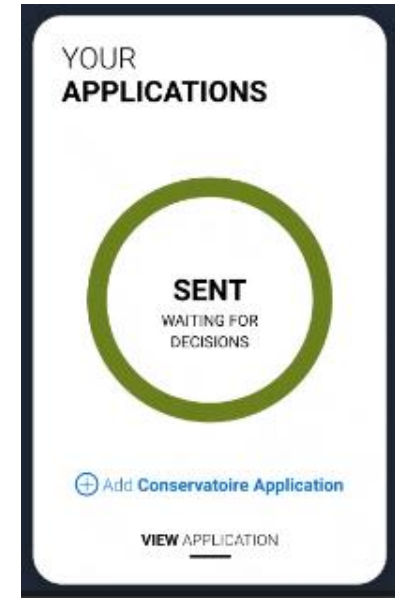 YOUR
APPLICATIONS
SENT
WAITING FOR
DECISIONS
Add Conservatoire Application
VIEW APPLICATION